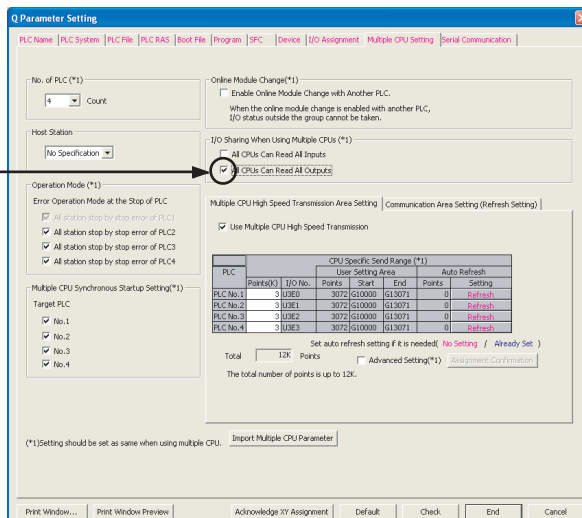 Q Parameter Setting
PLC Name PLC System PLC File PLC RAS Boot File Program SFC Device I/O Assignment Multiple CPU Setting Serial Communication
No. of PLC (*1)
4 Count
Host Station
No Specification
Operation Mode (*1)
Error Operation Mode at the Stop of PLC
All station stop by stop error of PLC1
All station stop by stop error of PLC2
All station stop by stop error of PLC3
All station stop by stop error of PLC4
Multiple CPU Synchronous Startup Setting(*1)
Target PLC
No.1
No.2
No.3
No.4
Online Module Change(*1)
Enable Online Module Change with Another PLC.
When the online module change is enabled with another PLC,
I/O status outside the group cannot be taken.
I/O Sharing When Using Multiple CPUs (*1)
All CPUs Can Read All Inputs
All CPUs Can Read All Outputs
Multiple CPU High Speed Transmission Area Setting Communication Area Setting (Refresh Setting)
Use Multiple CPU High Speed Transmission
CPU Specific Send Range (*1)
PLC User Setting Area Auto Refresh
Points(K) I/O No. Points Start End Points Setting
PLC No.1 3 U3E0 3072 G10000 G13071 0 Refresh
PLC No.2 3 U3E1 3072 G10000 G13071 0 Refresh
PLC No.3 3 U3E2 3072 G10000 G13071 0 Refresh
PLC No.4 3 U3E3 3072 G10000 G13071 0 Refresh
Set auto refresh setting if it is needed( No Setting / Already Set )
Total 12K Points Advanced Setting(*1) Assignment Confirmation
The total number of points is up to 12K.
(*1)Setting should be set as same when using multiple CPU. Import Multiple CPU Parameter
Print Window... Print Window Preview Acknowledge XY Assignment Default Check End Cancel